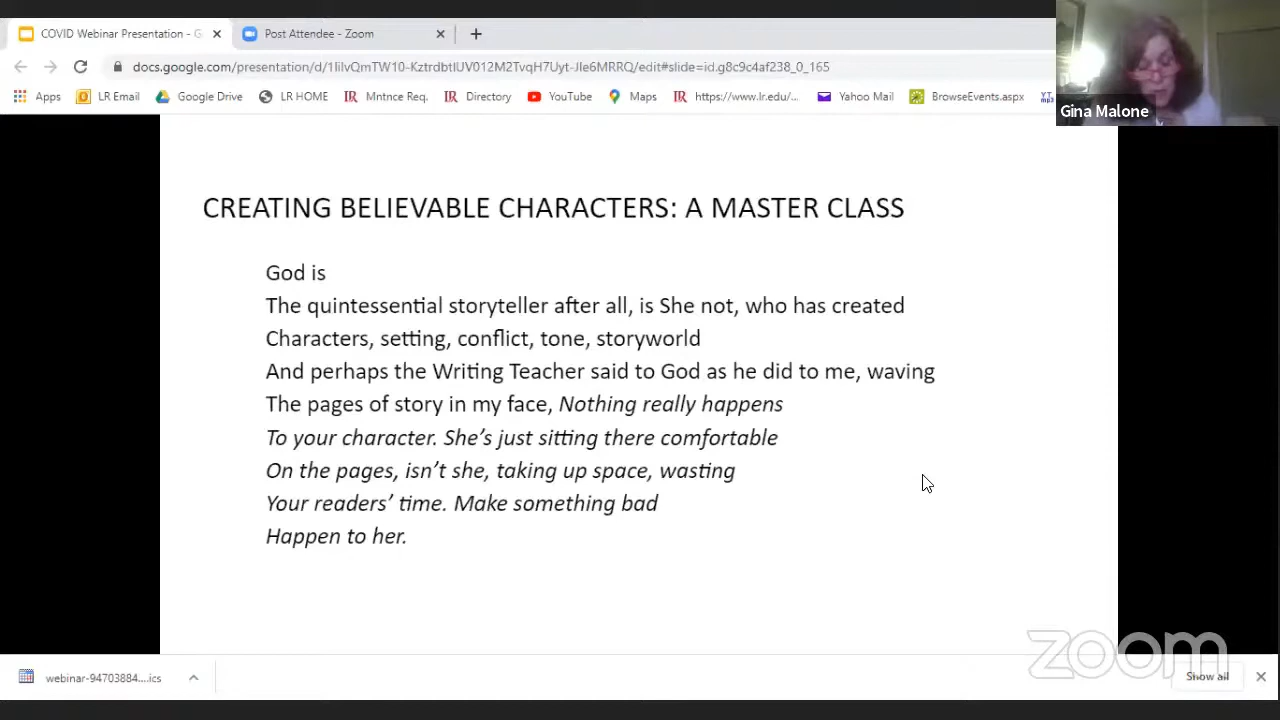 COVID Webinar Presentation - G
Post Attendee - Zoom
docs.google.com/presentation/d/1IilvQmTW10-KztrdbtIUV012M2TvqH7Uyt-JIe6MRRQ/edit#slide=id.g8c9c4af238_0_165
Apps LR Email Google Drive LR HOME Mntnce Req. Directory YouTube Maps https://www.lr.edu/... Yahoo Mail BrowseEvents.aspx
Gina Malone
CREATING BELIEVABLE CHARACTERS: A MASTER CLASS
God is
The quintessential storyteller after all, is She not, who has created
Characters, setting, conflict, tone, storyworld
And perhaps the Writing Teacher said to God as he did to me, waving
The pages of story in my face, Nothing really happens
To your character. She’s just sitting there comfortable
On the pages, isn’t she, taking up space, wasting
Your readers’ time. Make something bad
Happen to her.
zoom
webinar-94703884....ics
Show all